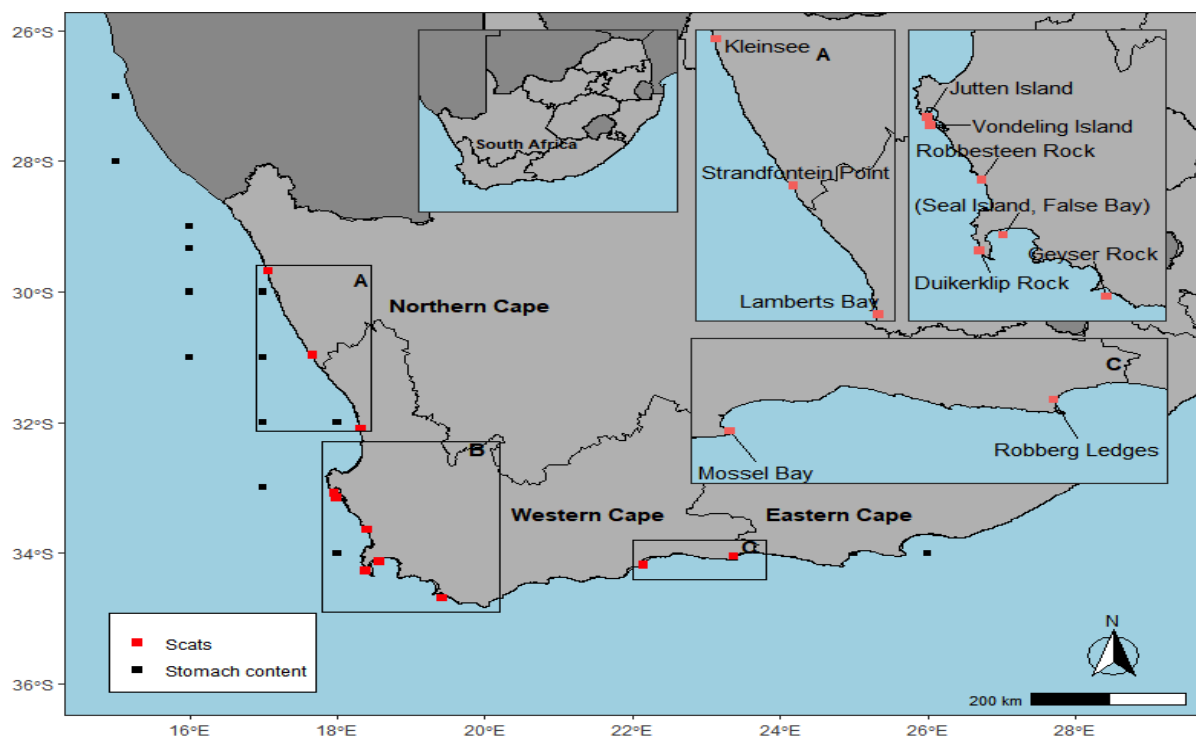 26°S
28°S
30°S
32°S
34°S
36°S
South Africa
Kleinsee
A
Strandfontein Point
Lamberts Bay
Jutten Island
Vondeling Island
Robbesteen Rock
(Seal Island, False Bay)
Geyser Rock
Duikerklip Rock
C
Robberg Ledges
Mossel Bay
A
Northern Cape
B
Western Cape
Eastern Cape
C
Scats
Stomach content
N
200 km
16°E
18°E
20°E
22°E
24°E
26°E
28°E